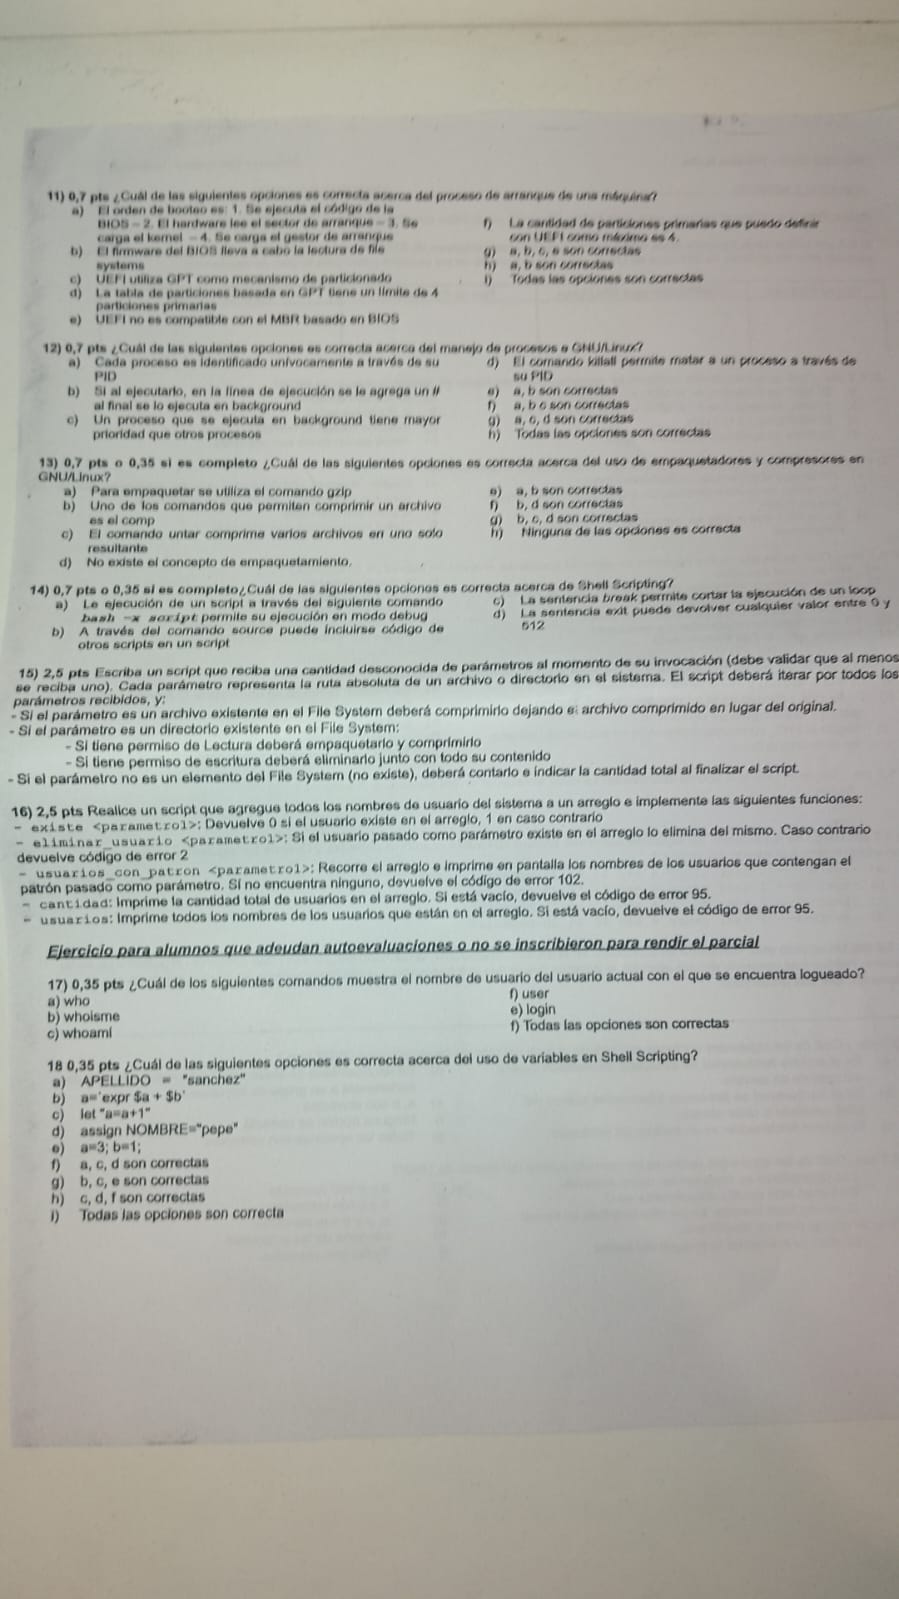 11) 0,7 pts ¿Cuál de las siguientes opciones es correcta acerca del proceso de arranque de una máquina?
a) El orden de booteo es: 1. Se ejecuta el código de la
BIOS – 2. El hardware lee el sector de arranque – 3. Se
carga el kernel – 4. Se carga el gestor de arranque
b) El firmware del BIOS lleva a cabo la lectura de file
systems
c) UEFI utiliza GPT como mecanismo de particionado
d) La tabla de particiones basada en GPT tiene un límite de 4
particiones primarias
e) UEFI no es compatible con el MBR basado en BIOS
f) La cantidad de particiones primarias que puedo definir
con UEFI como máximo es 4.
g) a, b, c, e son correctas
h) a, b son correctas
i) Todas las opciones son correctas
12) 0,7 pts ¿Cuál de las siguientes opciones es correcta acerca del manejo de procesos e GNU/Linux?
a) Cada proceso es identificado unívocamente a través de su
PID
b) Si al ejecutarlo, en la línea de ejecución se le agrega un #
al final se lo ejecuta en background
c) Un proceso que se ejecuta en background tiene mayor
prioridad que otros procesos
d) El comando killall permite matar a un proceso a través de
su PID
e) a, b son correctas
f) a, b c son correctas
g) a, c, d son correctas
h) Todas las opciones son correctas
13) 0,7 pts o 0,35 si es completo ¿Cuál de las siguientes opciones es correcta acerca del uso de empaquetadores y compresores en
GNU/Linux?
a) Para empaquetar se utiliza el comando gzip
b) Uno de los comandos que permiten comprimir un archivo
es el comp
c) El comando untar comprime varios archivos en uno solo
resultante
d) No existe el concepto de empaquetamiento.
e) a, b son correctas
f) b, d son correctas
g) b, c, d son correctas
h) Ninguna de las opciones es correcta
14) 0,7 pts o 0,35 si es completo¿Cuál de las siguientes opciones es correcta acerca de Shell Scripting?
a) Le ejecución de un script a través del siguiente comando
bash -x script permite su ejecución en modo debug
b) A través del comando source puede incluirse código de
otros scripts en un script
c) La sentencia break permite cortar la ejecución de un loop
d) La sentencia exit puede devolver cualquier valor entre 0 y
512
15) 2,5 pts Escriba un script que reciba una cantidad desconocida de parámetros al momento de su invocación (debe validar que al menos
se reciba uno). Cada parámetro representa la ruta absoluta de un archivo o directorio en el sistema. El script deberá iterar por todos los
parámetros recibidos, y:
- Si el parámetro es un archivo existente en el File System deberá comprimirlo dejando el archivo comprimido en lugar del original.
- Si el parámetro es un directorio existente en el File System:
- Si tiene permiso de Lectura deberá empaquetarlo y comprimirlo
- Si tiene permiso de escritura deberá eliminarlo junto con todo su contenido
- Si el parámetro no es un elemento del File System (no existe), deberá contarlo e indicar la cantidad total al finalizar el script.
16) 2,5 pts Realice un script que agregue todos los nombres de usuario del sistema a un arreglo e implemente las siguientes funciones:
- existe <parametro1>: Devuelve 0 si el usuario existe en el arreglo, 1 en caso contrario
- eliminar_usuario <parametro1>: Si el usuario pasado como parámetro existe en el arreglo lo elimina del mismo. Caso contrario
devuelve código de error 2
- usuarios_con_patron <parametro1>: Recorre el arreglo e imprime en pantalla los nombres de los usuarios que contengan el
patrón pasado como parámetro. Si no encuentra ninguno, devuelve el código de error 102.
- cantidad: Imprime la cantidad total de usuarios en el arreglo. Si está vacío, devuelve el código de error 95.
- usuarios: Imprime todos los nombres de los usuarios que están en el arreglo. Si está vacío, devuelve el código de error 95.
Ejercicio para alumnos que adeudan autoevaluaciones o no se inscribieron para rendir el parcial
17) 0,35 pts ¿Cuál de los siguientes comandos muestra el nombre de usuario del usuario actual con el que se encuentra logueado?
a) who
b) whoisme
c) whoami
f) user
e) login
f) Todas las opciones son correctas
18 0,35 pts ¿Cuál de las siguientes opciones es correcta acerca del uso de variables en Shell Scripting?
a) APELLIDO = "sanchez"
b) a=`expr $a + $b`
c) let "a=a+1"
d) assign NOMBRE="pepe"
e) a=3; b=1;
f) a, c, d son correctas
g) b, c, e son correctas
h) c, d, f son correctas
i) Todas las opciones son correcta